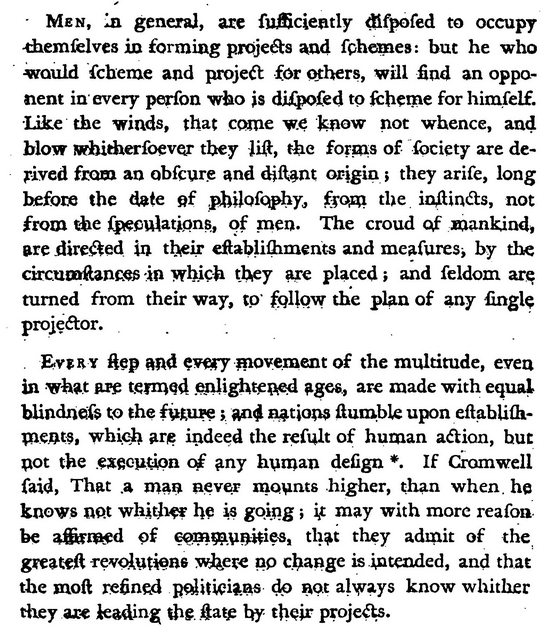 MEN, in general, are ſufficiently diſpoſed to occupy
themſelves in forming projects and ſchemes: but he who
would ſcheme and project for others, will find an oppo-
nent in every perſon who is diſpoſed to ſcheme for himſelf.
Like the winds, that come we know not whence, and
blow whitherſoever they liſt, the forms of ſociety are de-
rived from an obſcure and diſtant origin; they ariſe, long
before the date of philoſophy, from the inſtincts, not
from the ſpeculations, of men. The croud of mankind,
are directed in their eſtabliſhments and meaſures, by the
circumſtances in which they are placed; and ſeldom are
turned from their way, to follow the plan of any ſingle
projector.
EVERY ſtep and every movement of the multitude, even
in what are termed enlightened ages, are made with equal
blindneſs to the future; and nations ſtumble upon eſtabliſh-
ments, which are indeed the reſult of human action, but
not the execution of any human deſign *. If Cromwell
ſaid, That a man never mounts higher, than when he
knows not whither he is going; it may with more reaſon
be affirmed of communities, that they admit of the
greateſt revolutions where no change is intended, and that
the moſt refined politicians do not always know whither
they are leading the ſtate by their projects.